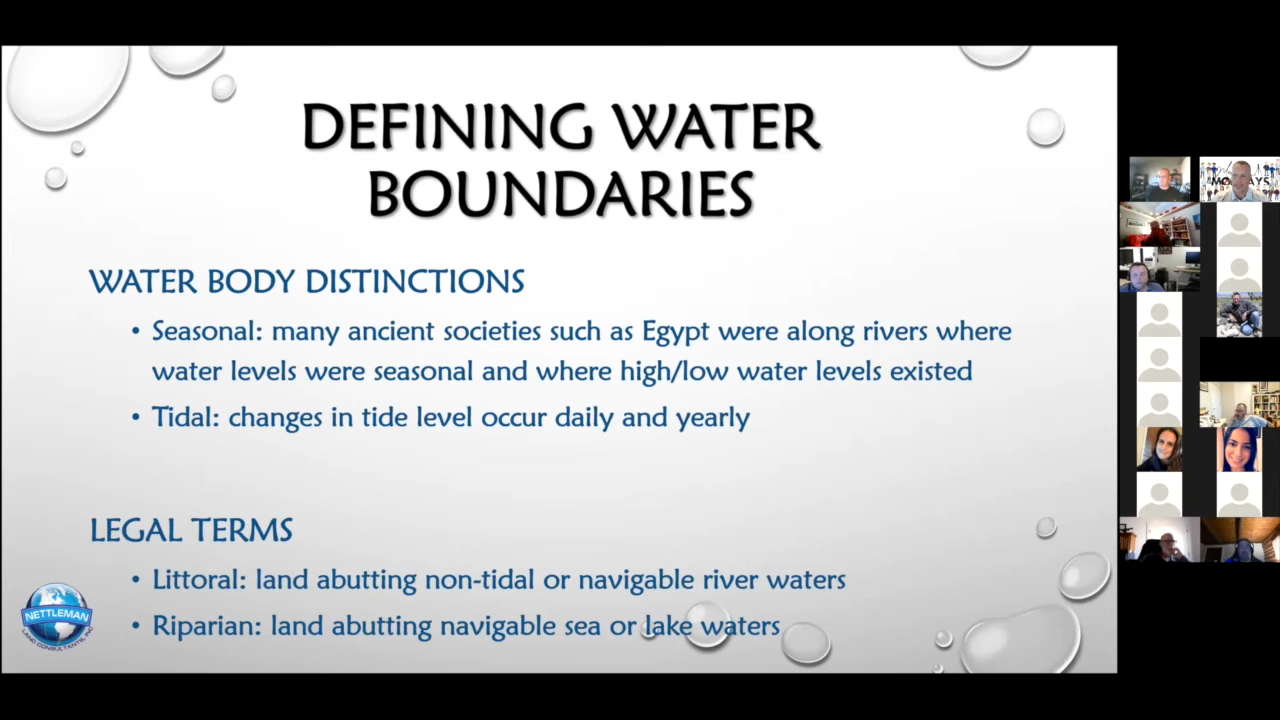 DEFINING WATER
BOUNDARIES
WATER BODY DISTINCTIONS
• Seasonal: many ancient societies such as Egypt were along rivers where
water levels were seasonal and where high/low water levels existed
• Tidal: changes in tide level occur daily and yearly
LEGAL TERMS
• Littoral: land abutting non-tidal or navigable river waters
• Riparian: land abutting navigable sea or lake waters
NETTLEMAN
LAND CONSULTANTS, INC